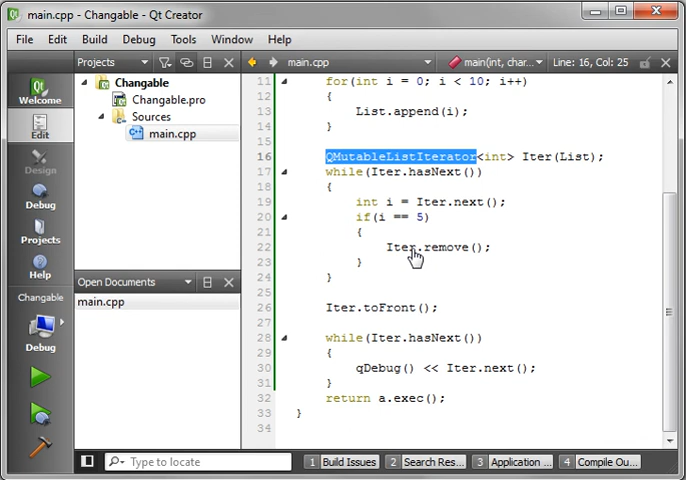 main.cpp - Changable - Qt Creator
File Edit Build Debug Tools Window Help
Projects main.cpp main(int, char... Line: 16, Col: 25
Welcome
Edit
Design
Debug
Projects
Help
Changable
Debug
Changable
Changable.pro
Sources
main.cpp
Open Documents
main.cpp
11 for(int i = 0; i < 10; i++)
12 {
13 List.append(i);
14 }
15
16 QMutableListIterator<int> Iter(List);
17 while(Iter.hasNext())
18 {
19 int i = Iter.next();
20 if(i == 5)
21 {
22 Iter.remove();
23 }
24 }
25
26 Iter.toFront();
27
28 while(Iter.hasNext())
29 {
30 qDebug() << Iter.next();
31 }
32 return a.exec();
33 }
34
Type to locate 1 Build Issues 2 Search Res... 3 Application ... 4 Compile Ou...